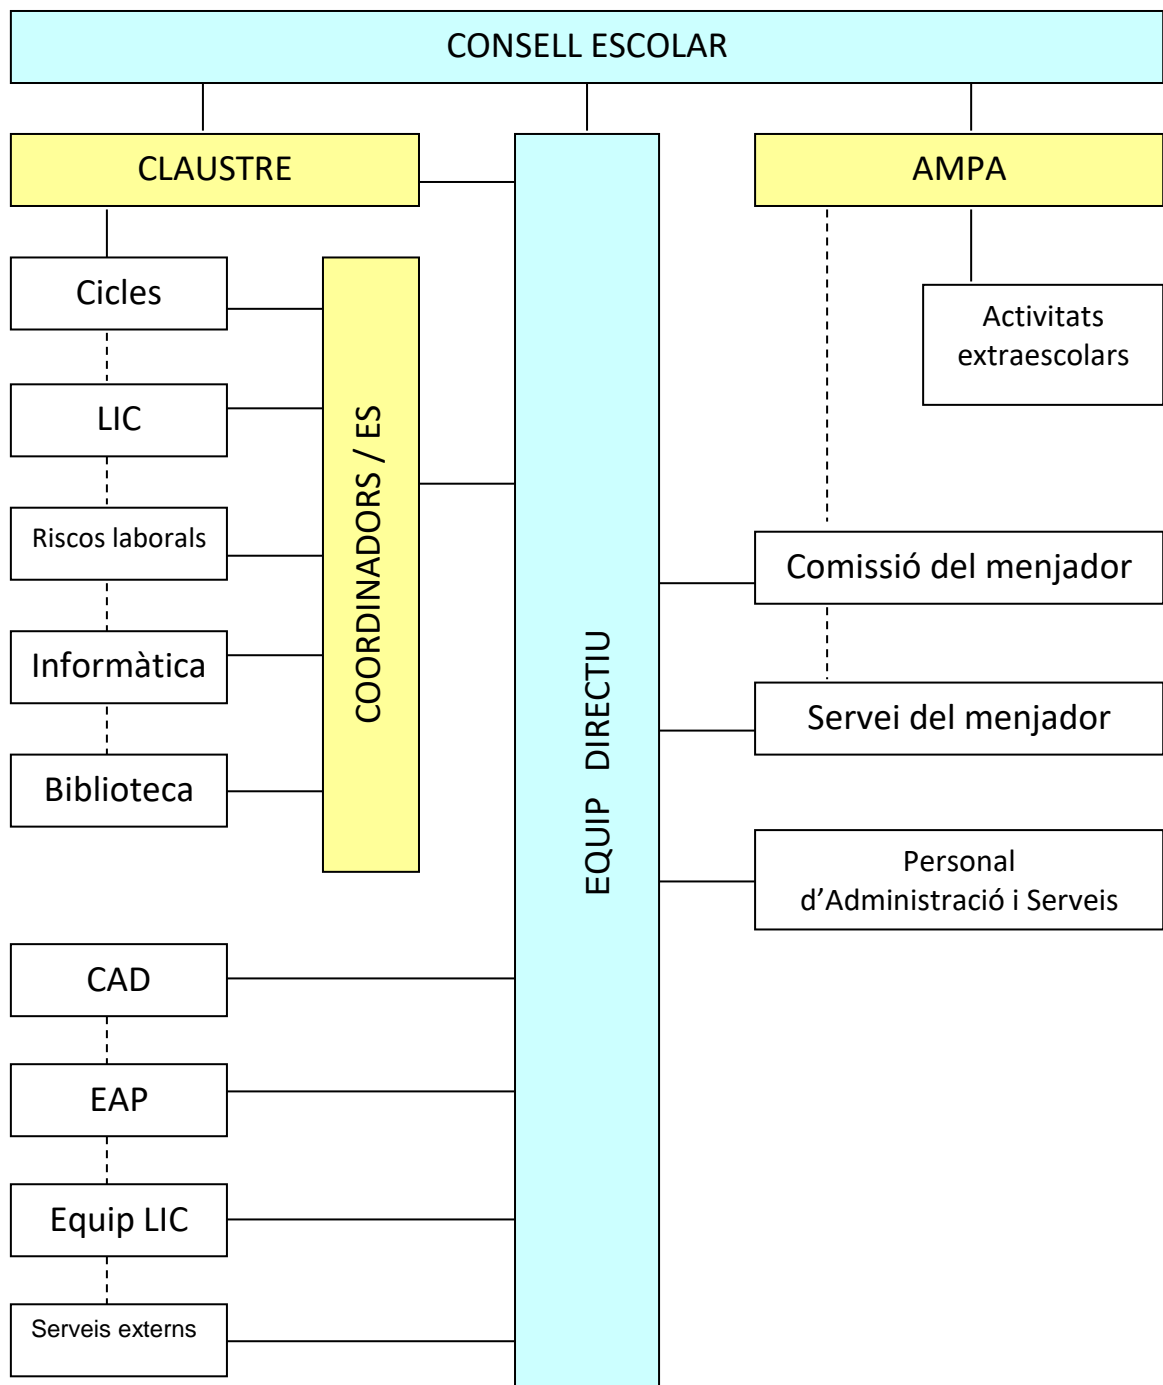 CONSELL ESCOLAR
CLAUSTRE
AMPA
Cicles
LIC
Riscos laborals
Informàtica
Biblioteca
COORDINADORS / ES
CAD
EAP
Equip LIC
Serveis externs
EQUIP DIRECTIU
Activitats
extraescolars
Comissió del menjador
Servei del menjador
Personal
d’Administració i Serveis